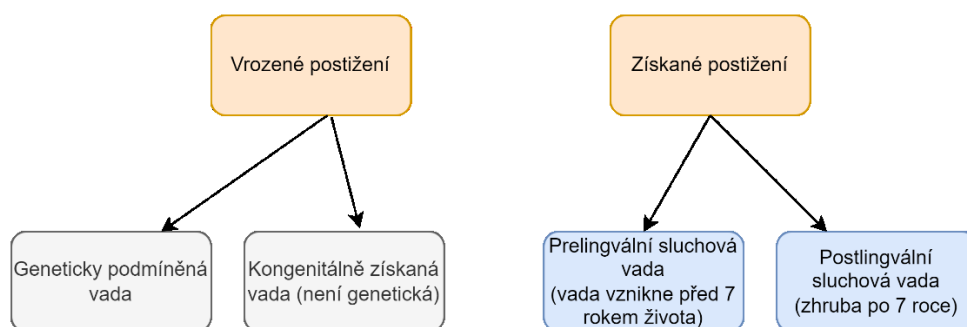 Vrozené postižení
Získané postižení
Geneticky podmíněná
vada
Kongenitálně získaná
vada (není genetická)
Prelingvální sluchová
vada
(vada vznikne před 7
rokem života)
Postlingvální
sluchová vada
(zhruba po 7 roce)